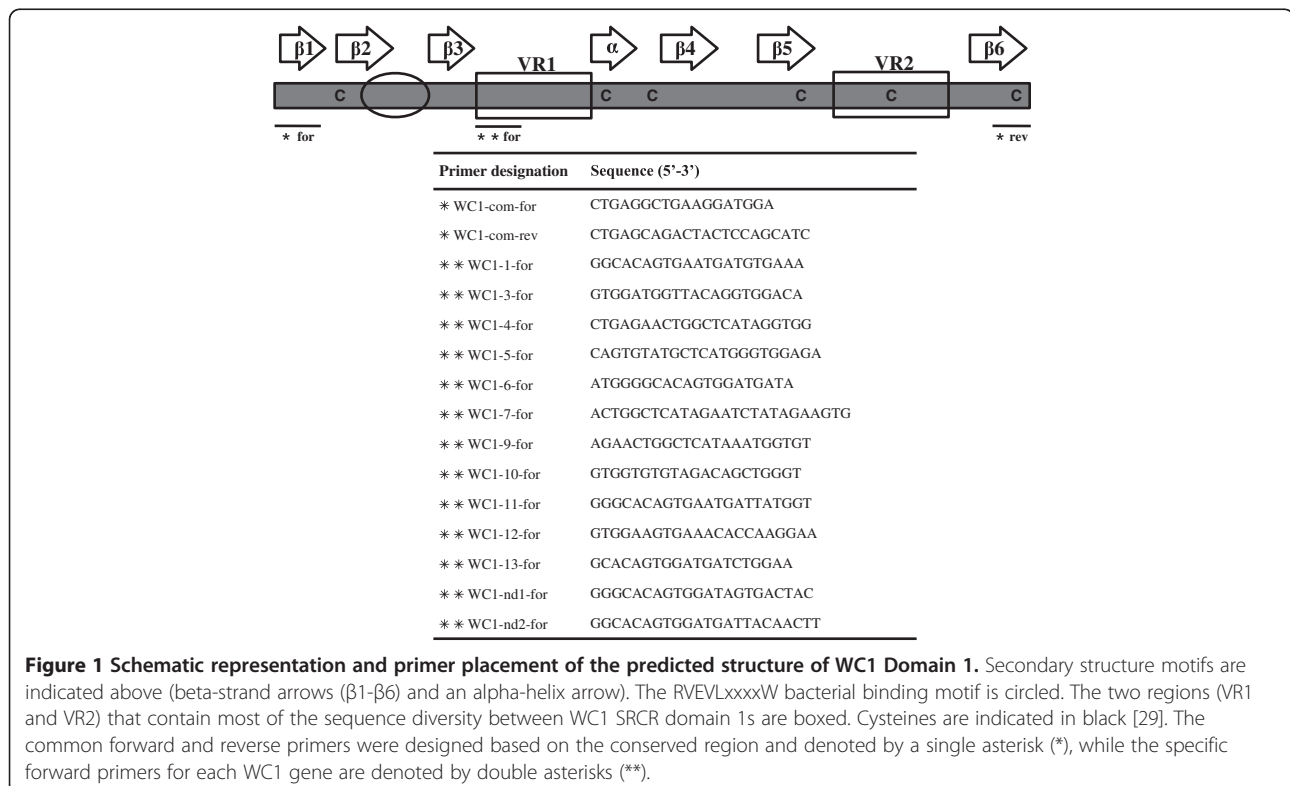 β1 β2 β3 α β4 β5 β6
VR1 VR2
C C C C C C
* for ** for * rev
Primer designation Sequence (5’-3’)
* WC1-com-for CTGAGGCTGAAGGATGGA
* WC1-com-rev CTGAGCAGACTACTCCAGCATC
** WC1-1-for GGCACAGTGAATGATGTGAAA
** WC1-3-for GTGGATGGTTACAGGTGGACA
** WC1-4-for CTGAGAACTGGCTCATAGGTGG
** WC1-5-for CAGTGTATGCTCATGGGTGGAGA
** WC1-6-for ATGGGGCACAGTGGATGATA
** WC1-7-for ACTGGCTCATAGAATCTATAGAAGTG
** WC1-9-for AGAACTGGCTCATAAATGGTGT
** WC1-10-for GTGGTGTGTAGACAGCTGGGT
** WC1-11-for GGGCACAGTGAATGATTATGGT
** WC1-12-for GTGGAAGTGAAACACCAAGGAA
** WC1-13-for GCACAGTGGATGATCTGGAA
** WC1-nd1-for GGGCACAGTGGATAGTGACTAC
** WC1-nd2-for GGCACAGTGGATGATTACAACTT
Figure 1 Schematic representation and primer placement of the predicted structure of WC1 Domain 1. Secondary structure motifs are
indicated above (beta-strand arrows (β1-β6) and an alpha-helix arrow). The RVEVLxxxxW bacterial binding motif is circled. The two regions (VR1
and VR2) that contain most of the sequence diversity between WC1 SRCR domain 1s are boxed. Cysteines are indicated in black [29]. The
common forward and reverse primers were designed based on the conserved region and denoted by a single asterisk (*), while the specific
forward primers for each WC1 gene are denoted by double asterisks (**).